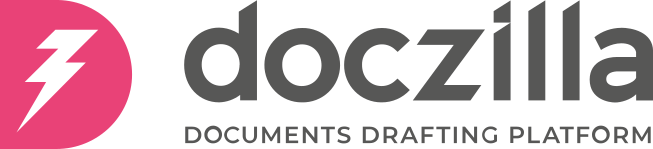 doczilla
DOCUMENTS DRAFTING PLATFORM